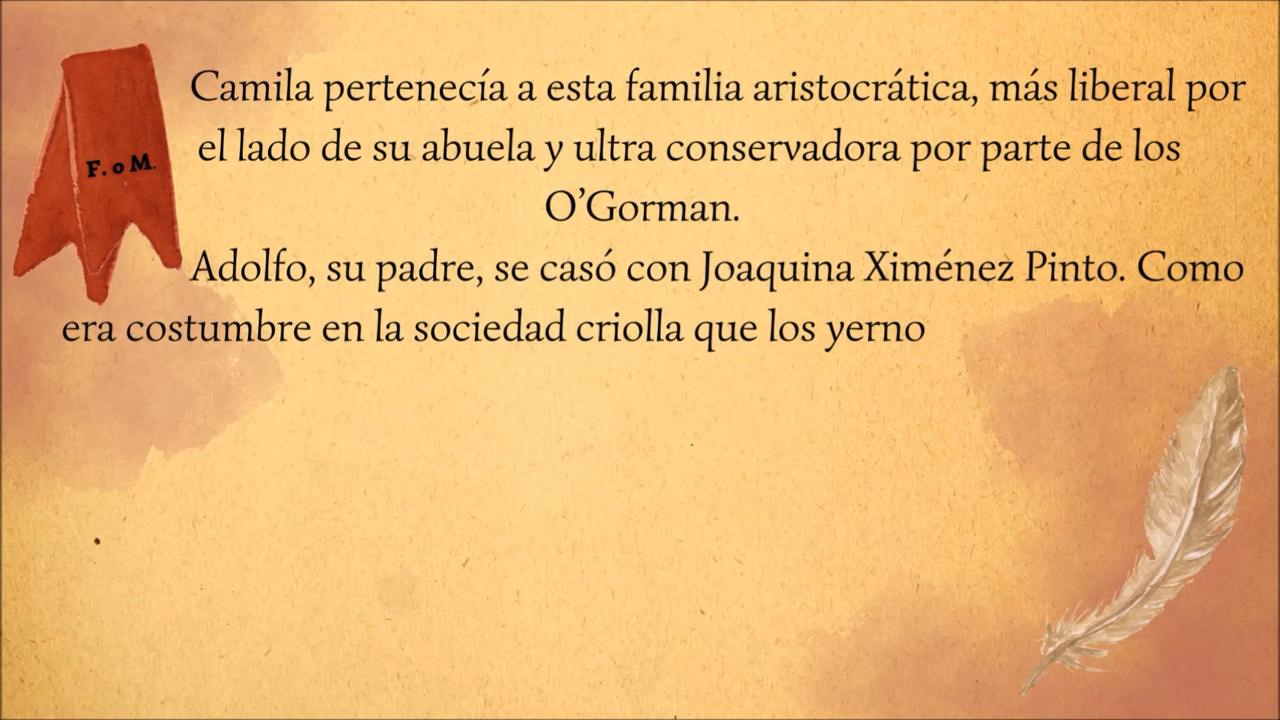 Camila pertenecía a esta familia aristocrática, más liberal por
el lado de su abuela y ultra conservadora por parte de los
O’Gorman.
F. o M.
Adolfo, su padre, se casó con Joaquina Ximénez Pinto. Como
era costumbre en la sociedad criolla que los yerno